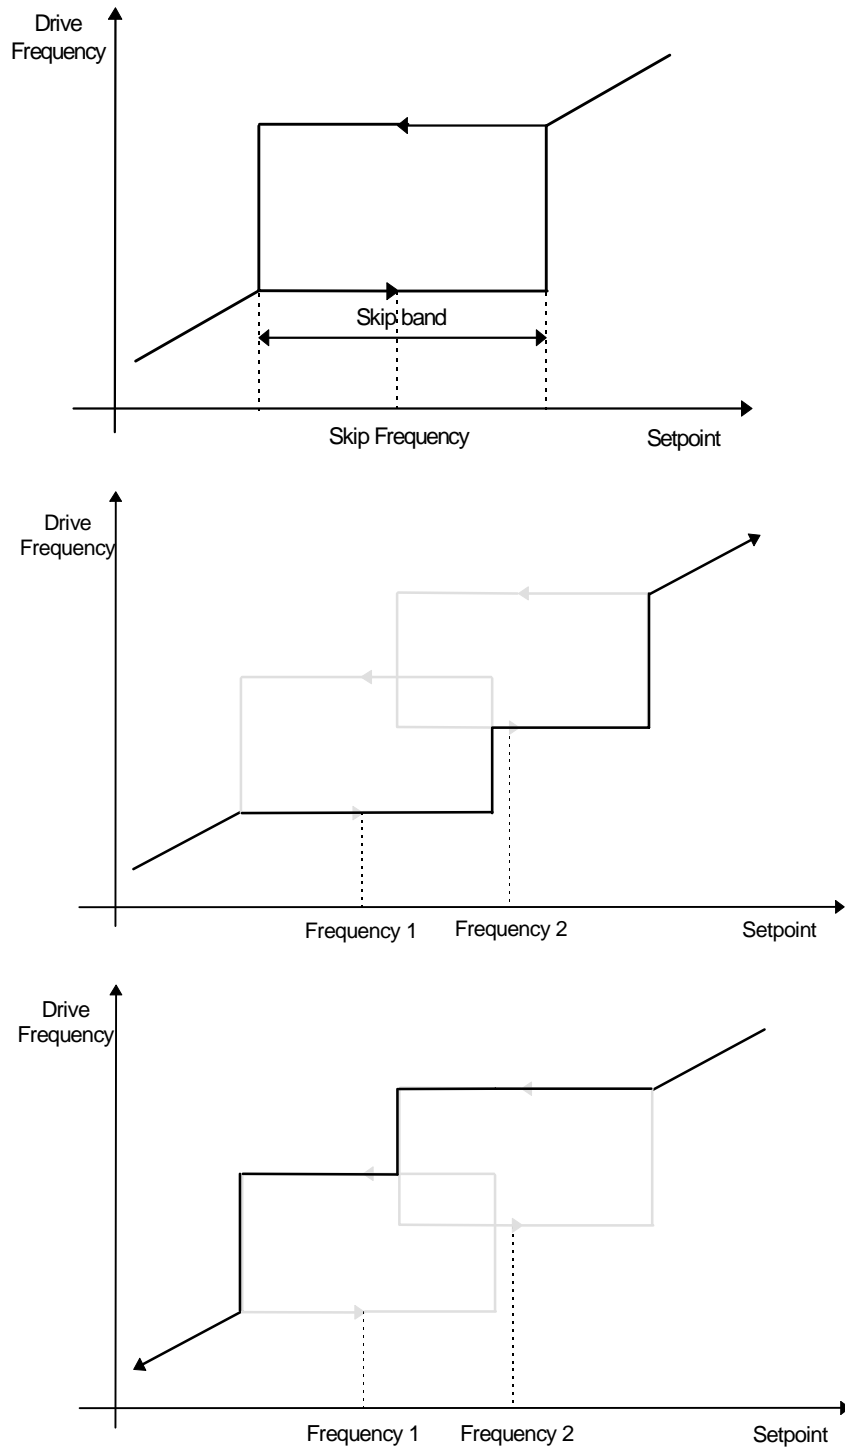 Drive
Frequency
Skip band
Skip Frequency
Setpoint
Drive
Frequency
Frequency 1
Frequency 2
Setpoint
Drive
Frequency
Frequency 1
Frequency 2
Setpoint